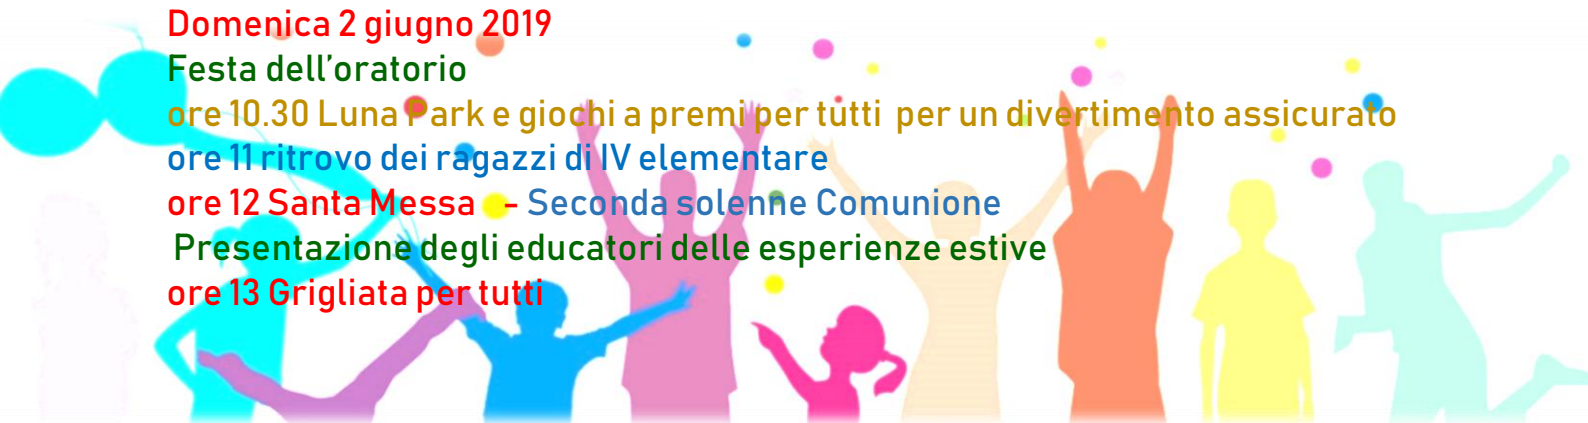 Domenica 2 giugno 2019
Festa dell'oratorio
ore 10.30 Luna Park e giochi a premi per tutti per un divertimento assicurato
ore 11 ritrovo dei ragazzi di IV elementare
ore 12 Santa Messa - Seconda solenne Comunione
Presentazione degli educatori delle esperienze estive
ore 13 Grigliata per tutti